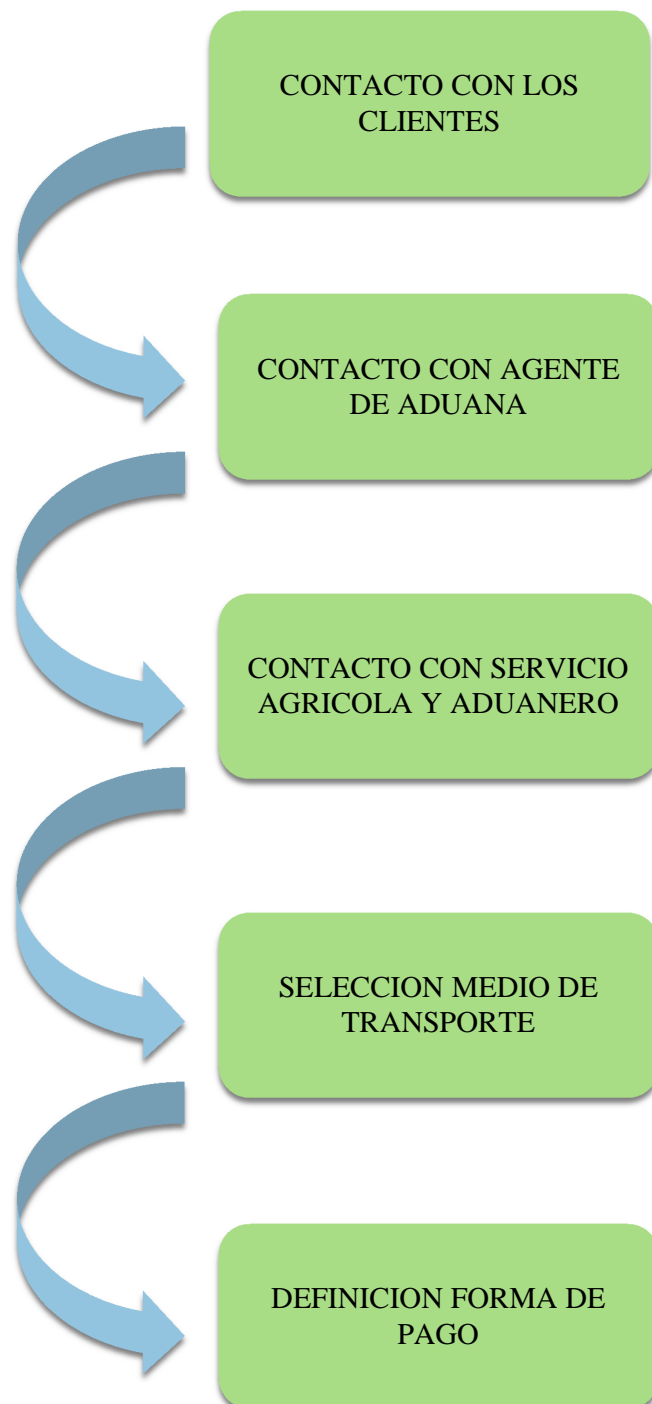 CONTACTO CON LOS
CLIENTES
CONTACTO CON AGENTE
DE ADUANA
CONTACTO CON SERVICIO
AGRICOLA Y ADUANERO
SELECCION MEDIO DE
TRANSPORTE
DEFINICION FORMA DE
PAGO